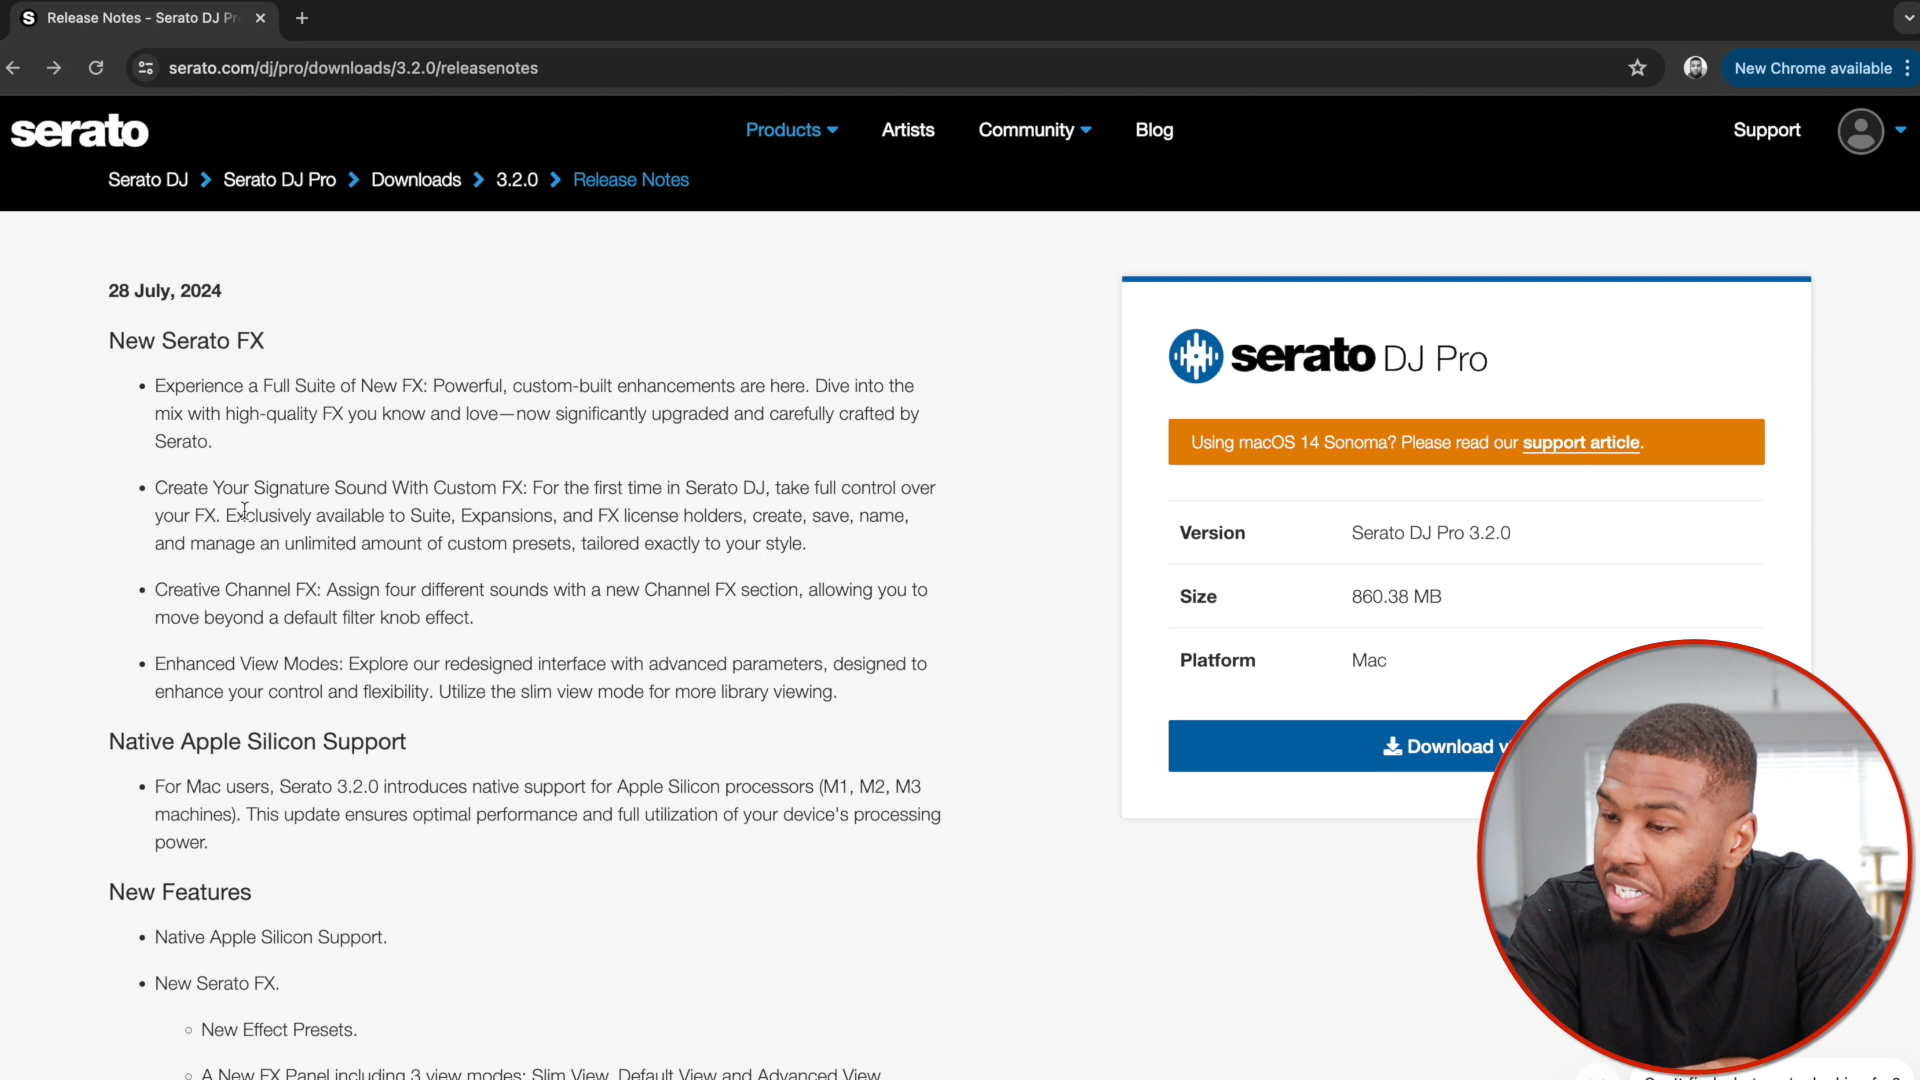 S Release Notes - Serato DJ Pr
serato.com/dj/pro/downloads/3.2.0/releasenotes
New Chrome available
serato
Products
Artists
Community
Blog
Support
Serato DJ > Serato DJ Pro > Downloads > 3.2.0 > Release Notes
28 July, 2024
New Serato FX
• Experience a Full Suite of New FX: Powerful, custom-built enhancements are here. Dive into the
mix with high-quality FX you know and love—now significantly upgraded and carefully crafted by
Serato.
• Create Your Signature Sound With Custom FX: For the first time in Serato DJ, take full control over
your FX. Exclusively available to Suite, Expansions, and FX license holders, create, save, name,
and manage an unlimited amount of custom presets, tailored exactly to your style.
• Creative Channel FX: Assign four different sounds with a new Channel FX section, allowing you to
move beyond a default filter knob effect.
• Enhanced View Modes: Explore our redesigned interface with advanced parameters, designed to
enhance your control and flexibility. Utilize the slim view mode for more library viewing.
Native Apple Silicon Support
• For Mac users, Serato 3.2.0 introduces native support for Apple Silicon processors (M1, M2, M3
machines). This update ensures optimal performance and full utilization of your device's processing
power.
New Features
• Native Apple Silicon Support.
• New Serato FX.
◦ New Effect Presets.
◦ A New FX Panel including 3 view modes: Slim View, Default View and Advanced View.
serato DJ Pro
Using macOS 14 Sonoma? Please read our support article.
Version Serato DJ Pro 3.2.0
Size 860.38 MB
Platform Mac
Download